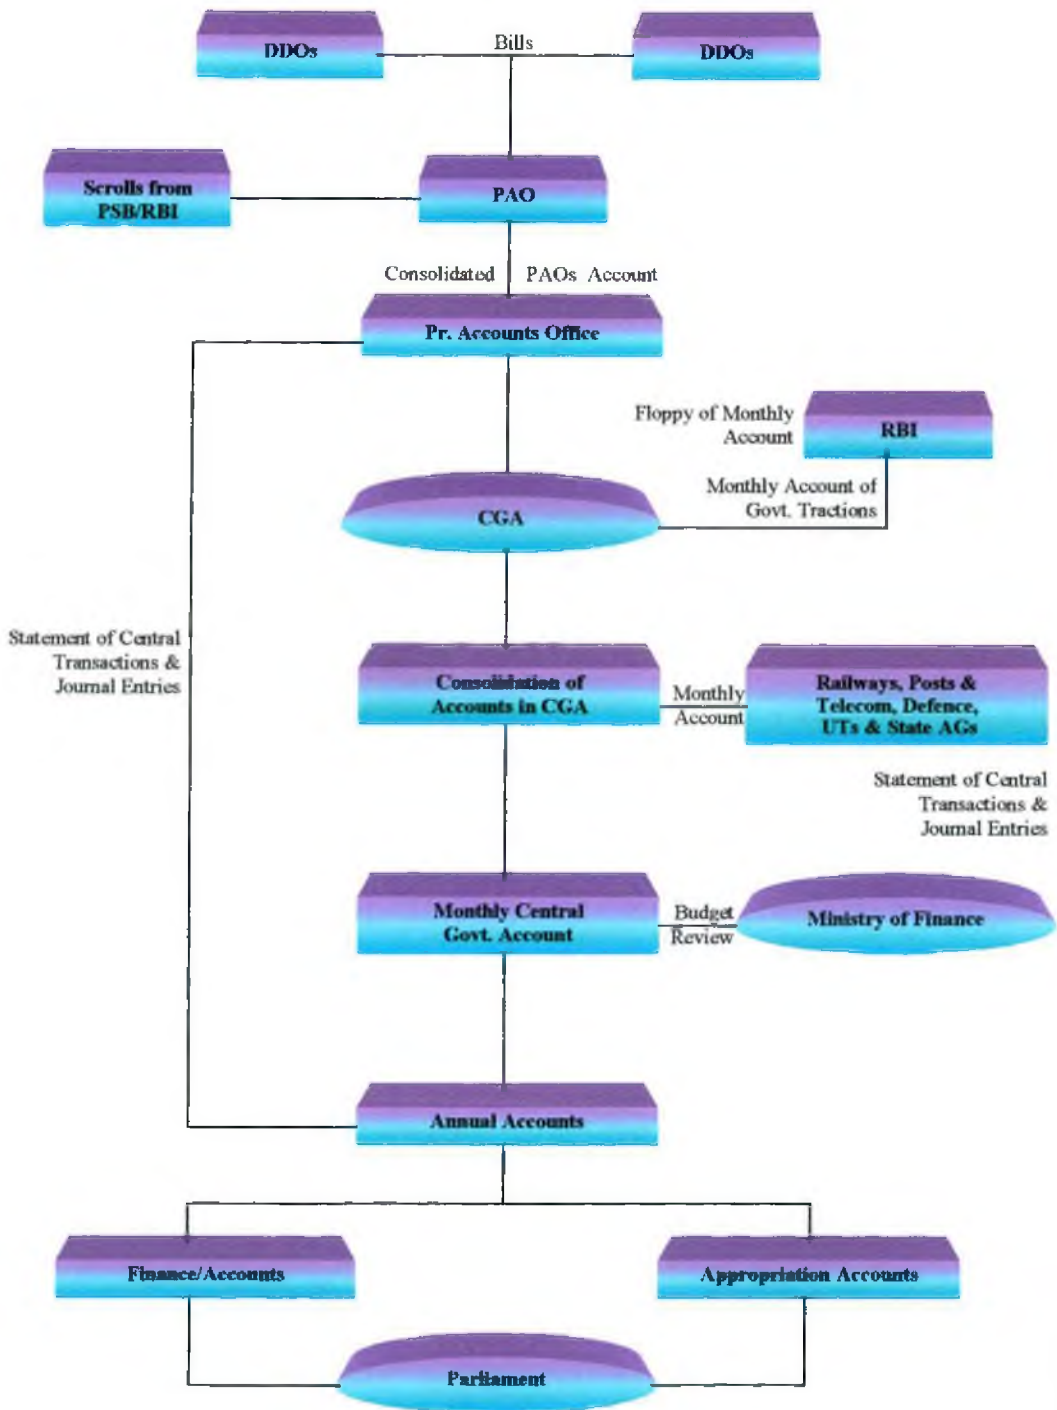 DDOs
Bills
DDOs
Scrolls from
PSB/RBI
PAO
Consolidated PAOs Account
Pr. Accounts Office
Floppy of Monthly
Account
RBI
Monthly Account of
Govt. Tractions
CGA
Statement of Central
Transactions &
Journal Entries
Consolidation of
Accounts in CGA
Monthly
Account
Railways, Posts &
Telecom, Defence,
UTs & State AGs
Statement of Central
Transactions &
Journal Entries
Monthly Central
Govt. Account
Budget
Review
Ministry of Finance
Annual Accounts
Finance/Accounts
Appropriation Accounts
Parliament